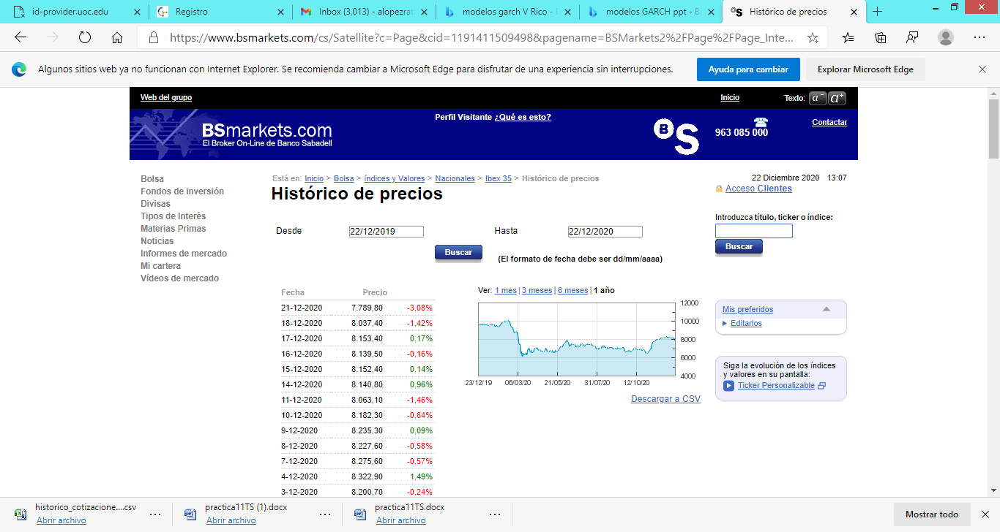 id-provider.uoc.edu
Registro
Inbox (3,013) - alopezrat
modelos garch V Rico -
modelos GARCH ppt - B
Histórico de precios
https://www.bsmarkets.com/cs/Satellite?c=Page&cid=1191411509498&pagename=BSMarkets2%2FPage%2FPage_Inte...
Algunos sitios web ya no funcionan con Internet Explorer. Se recomienda cambiar a Microsoft Edge para disfrutar de una experiencia sin interrupciones.
Ayuda para cambiar
Explorar Microsoft Edge
Web del grupo
Inicio
Texto: a- a+
Perfil Visitante ¿Qué es esto?
BSmarkets.com
El Broker On-Line de Banco Sabadell
BS
963 085 000
Contactar
Bolsa
Fondos de inversión
Divisas
Tipos de Interés
Materias Primas
Noticias
Informes de mercado
Mi cartera
Vídeos de mercado
Está en: Inicio > Bolsa > índices y Valores > Nacionales > Ibex 35 > Histórico de precios
Histórico de precios
Desde 22/12/2019 Hasta 22/12/2020
Buscar (El formato de fecha debe ser dd/mm/aaaa)
Fecha Precio
21-12-2020 7.789,80 -3,08%
18-12-2020 8.037,40 -1,42%
17-12-2020 8.153,40 0,17%
16-12-2020 8.139,50 -0,16%
15-12-2020 8.152,40 0,14%
14-12-2020 8.140,80 0,96%
11-12-2020 8.063,10 -1,46%
10-12-2020 8.182,30 -0,64%
9-12-2020 8.235,30 0,09%
8-12-2020 8.227,60 -0,58%
7-12-2020 8.275,60 -0,57%
4-12-2020 8.322,90 1,49%
3-12-2020 8.200,70 -0,24%
Ver: 1 mes | 3 meses | 6 meses | 1 año
12000
10000
8000
6000
4000
23/12/19 06/03/20 21/05/20 31/07/20 12/10/20
Descargar a CSV
22 Diciembre 2020 13:07
Acceso Clientes
Introduzca título, ticker o índice:
Buscar
Mis preferidos
Editarlos
Siga la evolución de los índices
y valores en su pantalla:
Ticker Personalizable
historico_cotizacione....csv
Abrir archivo
practica11TS (1).docx
Abrir archivo
practica11TS.docx
Abrir archivo
Mostrar todo